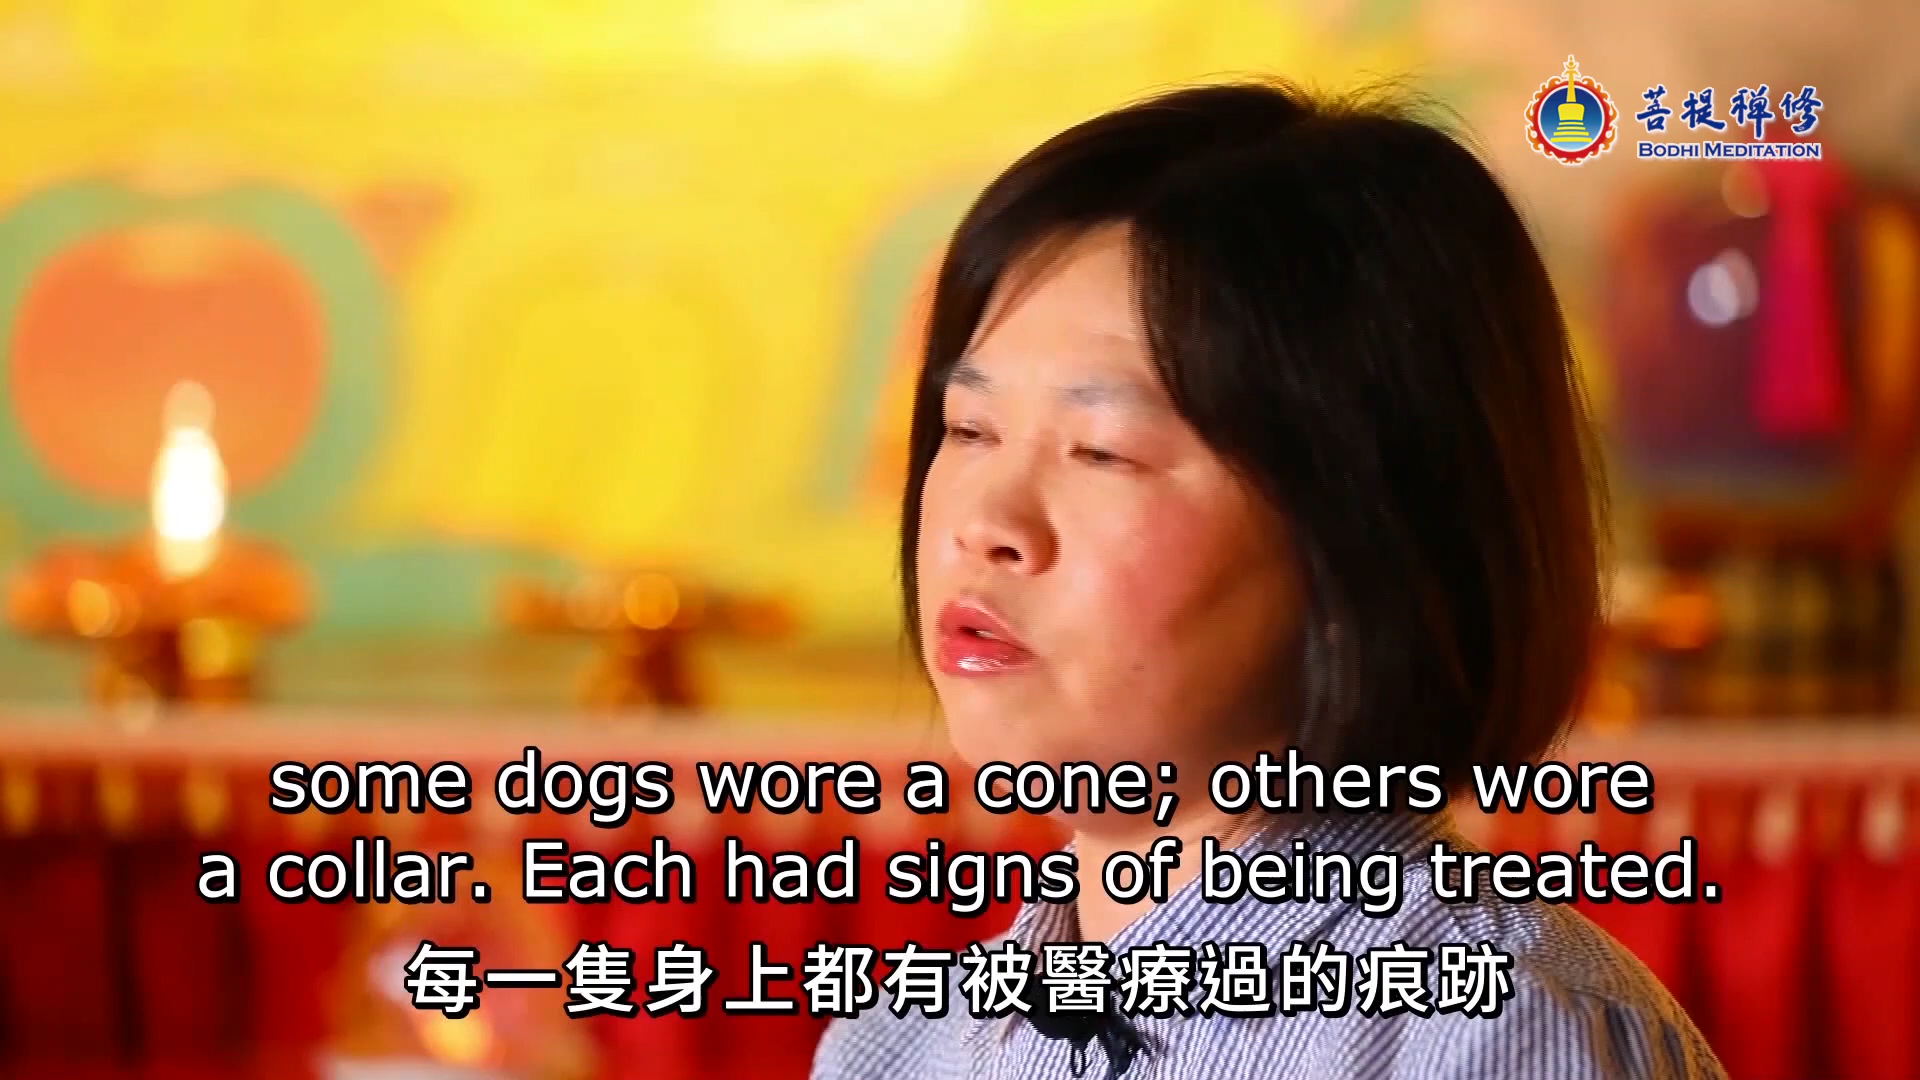 菩提禪修
BODHI MEDITATION
some dogs wore a cone; others wore
a collar. Each had signs of being treated.
每一隻身上都有被醫療過的痕跡